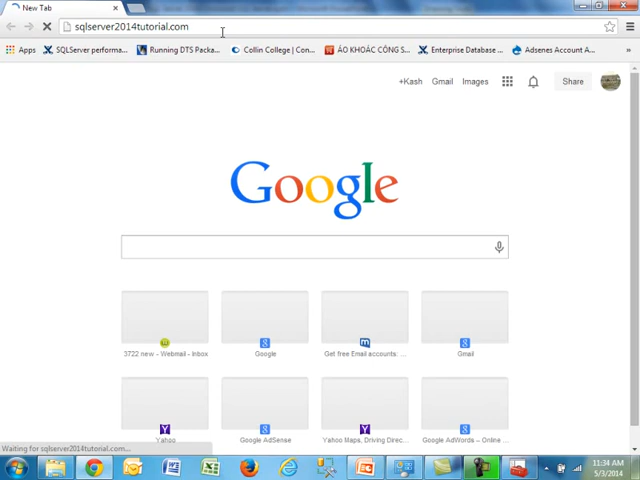 New Tab
sqlserver2014tutorial.com
Apps
SQLServer performa...
Running DTS Packa...
Collin College | Con...
ÁO KHOÁC CÔNG S...
Enterprise Database ...
Adsenes Account A...
+Kash
Gmail
Images
Share
Google
3722 new - Webmail - Inbox
Google
Get free Email accounts: ...
Gmail
Yahoo
Google AdSense
Yahoo Maps, Driving Direc...
Google AdWords – Online ...
Waiting for sqlserver2014tutorial.com...
11:34 AM
5/3/2014